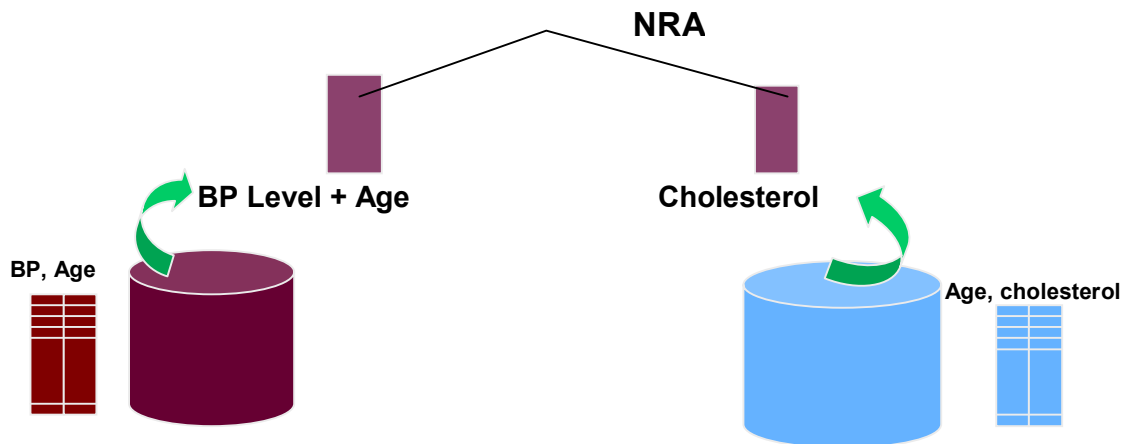 NRA
BP Level + Age
Cholesterol
BP, Age
Age, cholesterol